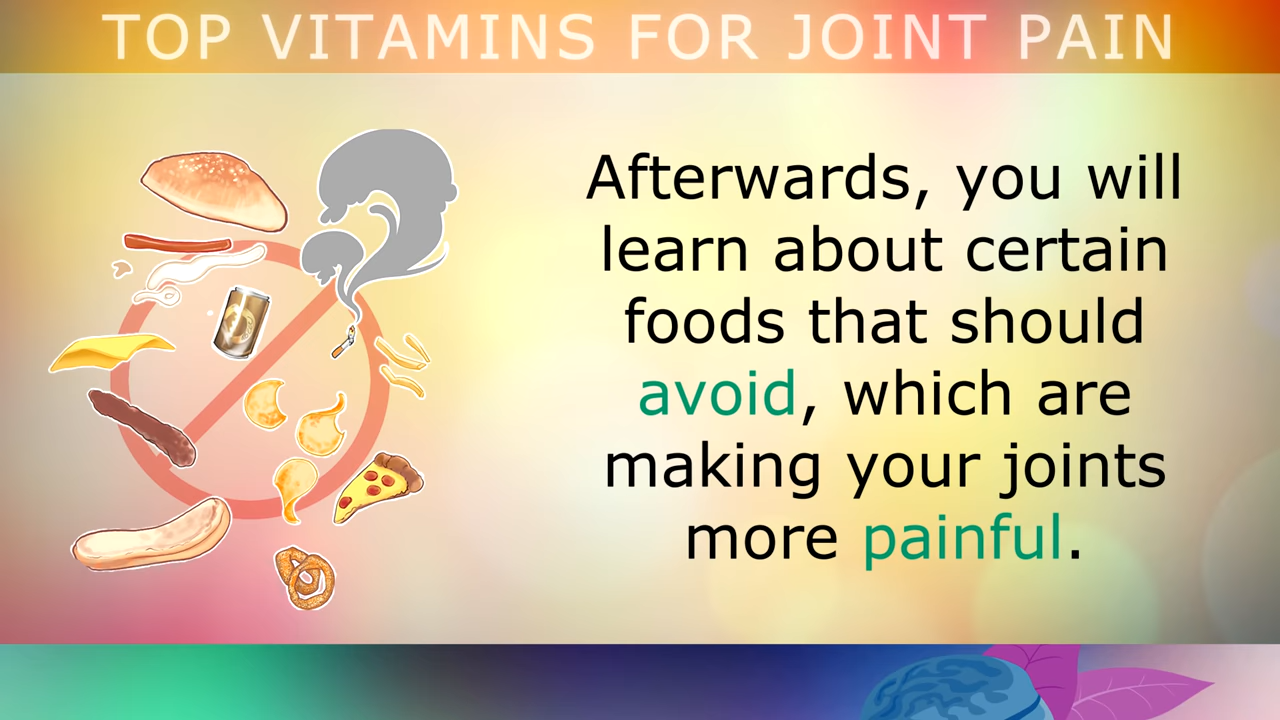 TOP VITAMINS FOR JOINT PAIN
Afterwards, you will
learn about certain
foods that should
avoid, which are
making your joints
more painful.